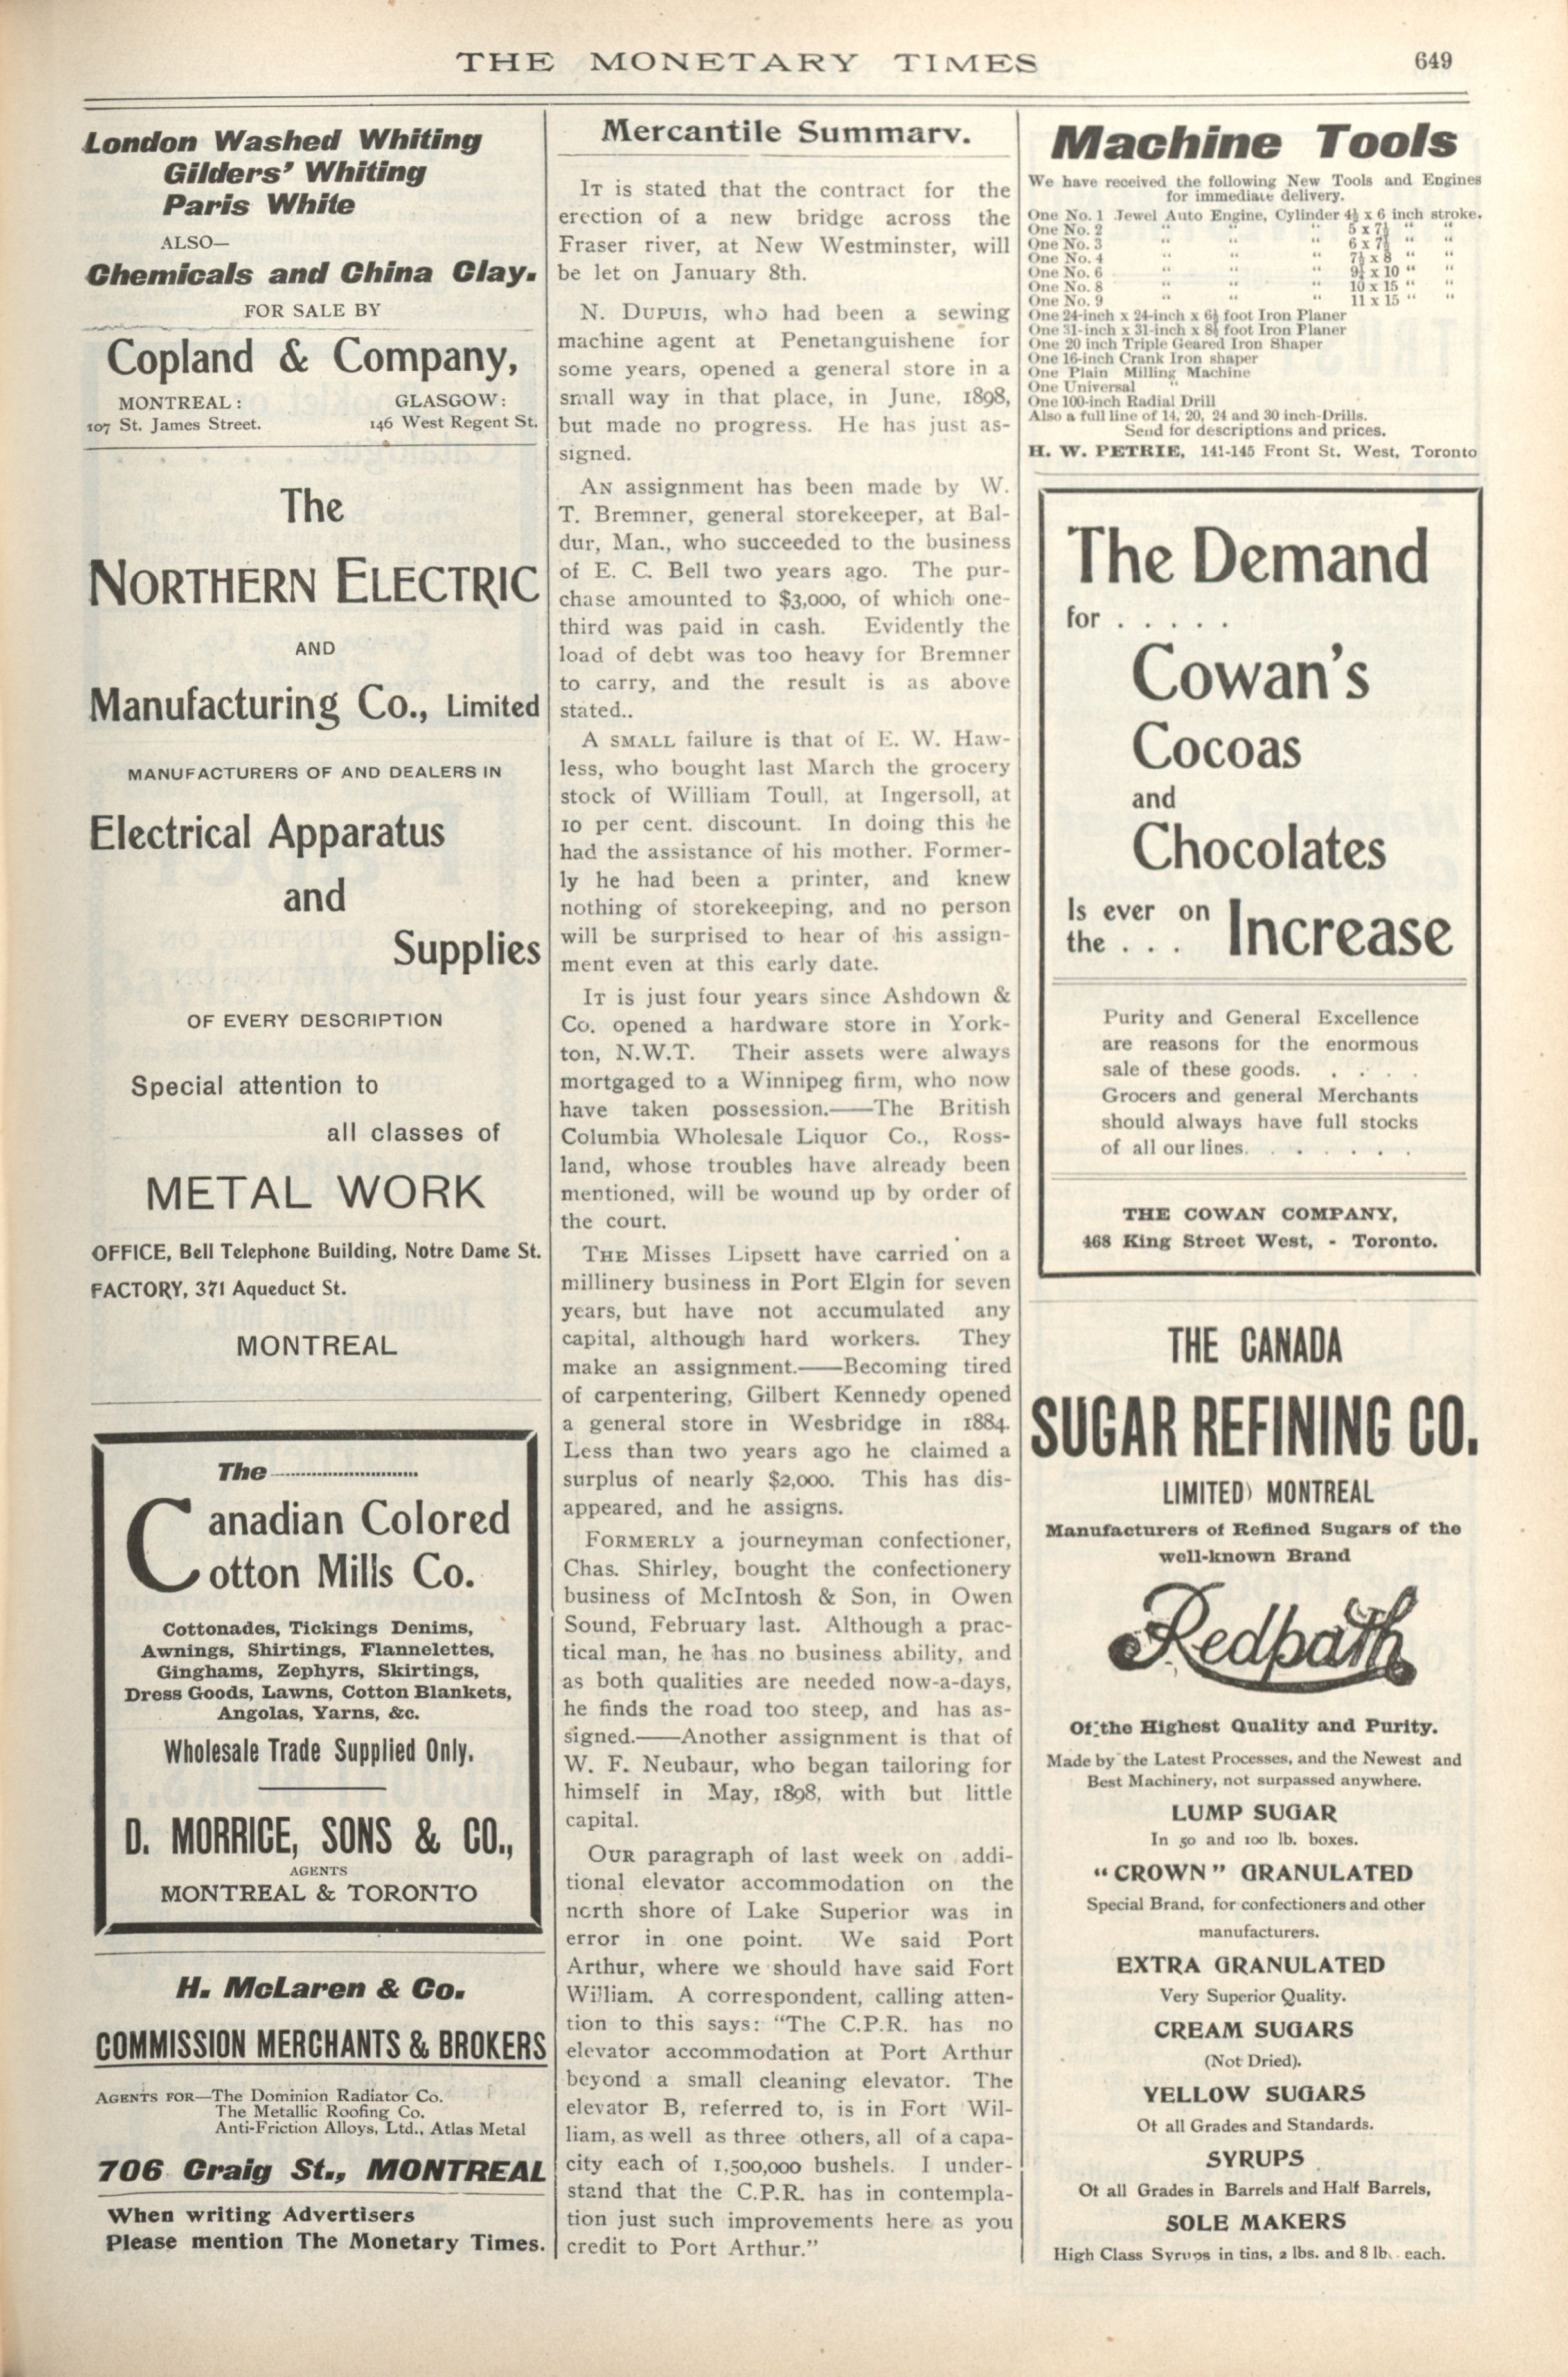 THE MONETARY TIMES
649
London Washed Whiting
Gilders' Whiting
Paris White
ALSO—
Chemicals and China Clay.
FOR SALE BY
Copland & Company,
MONTREAL: GLASGOW:
107 St. James Street. 146 West Regent St.
The
NORTHERN ELECTRIC
AND
Manufacturing Co., Limited
MANUFACTURERS OF AND DEALERS IN
Electrical Apparatus
and
Supplies
OF EVERY DESCRIPTION
Special attention to
all classes of
METAL WORK
OFFICE, Bell Telephone Building, Notre Dame St.
FACTORY, 371 Aqueduct St.
MONTREAL
The
Canadian Colored
Cotton Mills Co.
Cottonades, Tickings Denims,
Awnings, Shirtings, Flannelettes,
Ginghams, Zephyrs, Skirtings,
Dress Goods, Lawns, Cotton Blankets,
Angolas, Yarns, &c.
Wholesale Trade Supplied Only.
D. MORRICE, SONS & CO.,
AGENTS
MONTREAL & TORONTO
H. McLaren & Co.
COMMISSION MERCHANTS & BROKERS
AGENTS FOR—The Dominion Radiator Co.
The Metallic Roofing Co.
Anti-Friction Alloys, Ltd., Atlas Metal
706 Craig St., MONTREAL
When writing Advertisers
Please mention The Monetary Times.
Mercantile Summary.
IT is stated that the contract for the
erection of a new bridge across the
Fraser river, at New Westminster, will
be let on January 8th.
N. DUPUIS, who had been a sewing
machine agent at Penetanguishene for
some years, opened a general store in a
small way in that place, in June, 1898,
but made no progress. He has just as-
signed.
AN assignment has been made by W.
T. Bremner, general storekeeper, at Bal-
dur, Man., who succeeded to the business
of E. C. Bell two years ago. The pur-
chase amounted to $3,000, of which one-
third was paid in cash. Evidently the
load of debt was too heavy for Bremner
to carry, and the result is as above
stated..
A SMALL failure is that of E. W. Haw-
less, who bought last March the grocery
stock of William Toull, at Ingersoll, at
10 per cent. discount. In doing this he
had the assistance of his mother. Former-
ly he had been a printer, and knew
nothing of storekeeping, and no person
will be surprised to hear of his assign-
ment even at this early date.
IT is just four years since Ashdown &
Co. opened a hardware store in York-
ton, N.W.T. Their assets were always
mortgaged to a Winnipeg firm, who now
have taken possession.——The British
Columbia Wholesale Liquor Co., Ross-
land, whose troubles have already been
mentioned, will be wound up by order of
the court.
THE Misses Lipsett have carried on a
millinery business in Port Elgin for seven
years, but have not accumulated any
capital, although hard workers. They
make an assignment.——Becoming tired
of carpentering, Gilbert Kennedy opened
a general store in Wesbridge in 1884.
Less than two years ago he claimed a
surplus of nearly $2,000. This has dis-
appeared, and he assigns.
FORMERLY a journeyman confectioner,
Chas. Shirley, bought the confectionery
business of McIntosh & Son, in Owen
Sound, February last. Although a prac-
tical man, he has no business ability, and
as both qualities are needed now-a-days,
he finds the road too steep, and has as-
signed.——Another assignment is that of
W. F. Neubaur, who began tailoring for
himself in May, 1898, with but little
capital.
OUR paragraph of last week on addi-
tional elevator accommodation on the
north shore of Lake Superior was in
error in one point. We said Port
Arthur, where we should have said Fort
William. A correspondent, calling atten-
tion to this says: "The C.P.R. has no
elevator accommodation at Port Arthur
beyond a small cleaning elevator. The
elevator B, referred to, is in Fort Wil-
liam, as well as three others, all of a capa-
city each of 1,500,000 bushels. I under-
stand that the C.P.R. has in contempla-
tion just such improvements here as you
credit to Port Arthur."
Machine Tools
We have received the following New Tools and Engines
for immediate delivery.
One No. 1 Jewel Auto Engine, Cylinder 4½ x 6 inch stroke.
One No. 2 " " " 5 x 7½ " "
One No. 3 " " " 6 x 7½ " "
One No. 4 " " " 7½ x 8 " "
One No. 6 " " " x 10 " "
One No. 8 " " " 10 x 15 " "
One No. 9 " " " 11 x 15 " "
One 24-inch x 24-inch x 6½ foot Iron Planer
One 31-inch x 31-inch x 8½ foot Iron Planer
One 20 inch Triple Geared Iron Shaper
One 16-inch Crank Iron shaper
One Plain Milling Machine
One Universal "
One 100-inch Radial Drill
Also a full line of 14, 20, 24 and 30 inch-Drills.
Send for descriptions and prices.
H. W. PETRIE, 141-145 Front St. West, Toronto
The Demand
for . . . . .
Cowan's
Cocoas
and
Chocolates
Is ever on
the . . . Increase
Purity and General Excellence
are reasons for the enormous
sale of these goods. . . . .
Grocers and general Merchants
should always have full stocks
of all our lines. . . . . . .
THE COWAN COMPANY,
468 King Street West, - Toronto.
THE CANADA
SUGAR REFINING CO.
LIMITED) MONTREAL
Manufacturers of Refined Sugars of the
well-known Brand
Redpath
Of the Highest Quality and Purity.
Made by the Latest Processes, and the Newest and
Best Machinery, not surpassed anywhere.
LUMP SUGAR
In 50 and 100 lb. boxes.
"CROWN" GRANULATED
Special Brand, for confectioners and other
manufacturers.
EXTRA GRANULATED
Very Superior Quality.
CREAM SUGARS
(Not Dried).
YELLOW SUGARS
Of all Grades and Standards.
SYRUPS
Of all Grades in Barrels and Half Barrels,
SOLE MAKERS
High Class Syrups in tins, 2 lbs. and 8 lb. each.